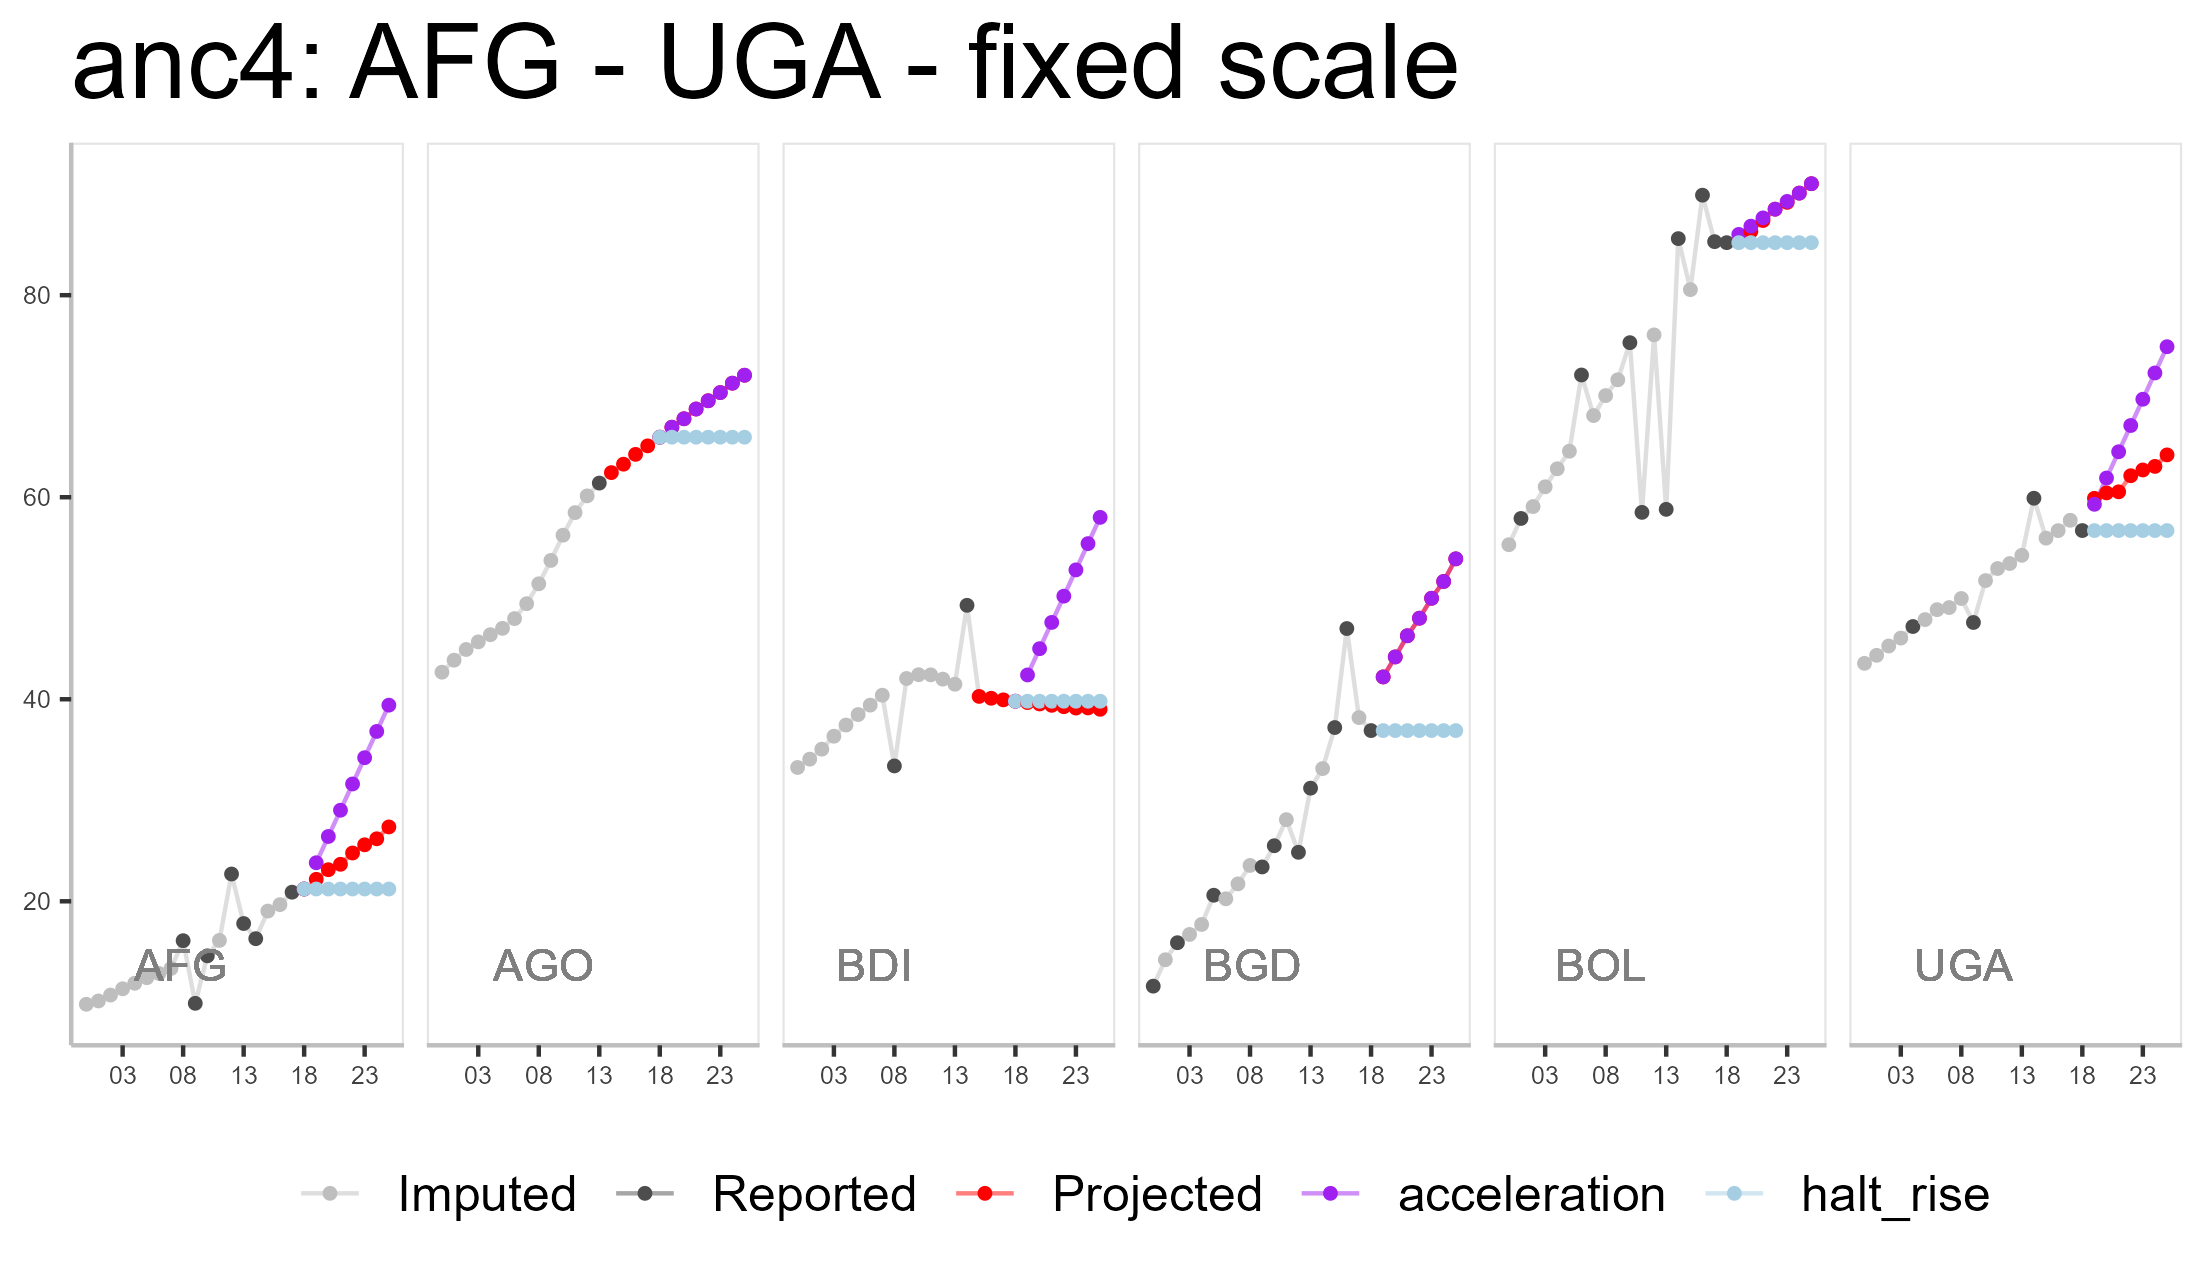 anc4: AFG - UGA - fixed scale
80
60
40
20
AFG AGO BDI BGD BOL UGA
03 08 13 18 23 03 08 13 18 23 03 08 13 18 23 03 08 13 18 23 03 08 13 18 23 03 08 13 18 23
Imputed Reported Projected acceleration halt_rise